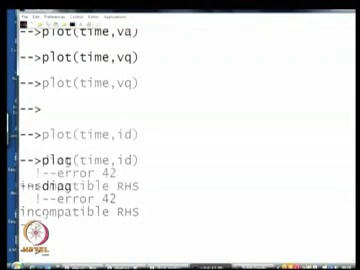 File Edit Preferences Control Editor Applications ?
-->plot(time,va)
-->plot(time,vq)
-->plot(time,vq)
-->
-->plot(time,id)
-->plot(time,id)
!--error 42
incompatible RHS
!--error 42
incompatible RHS
NPTEL